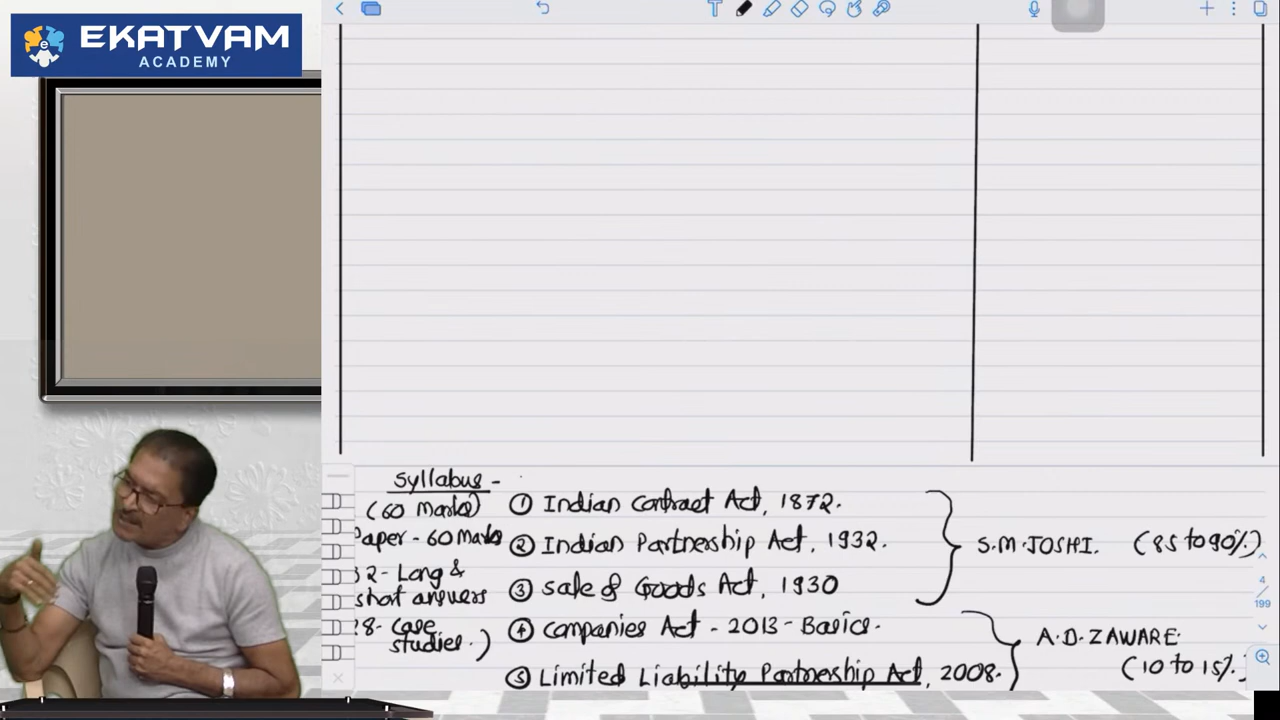 EKATVAM
ACADEMY
Syllabus -
(60 Marks)
Paper - 60 Marks
32 - Long &
short answers
28 - case
studies.)
① Indian Contract Act, 1872.
② Indian Partnership Act, 1932.
③ Sale of Goods Act, 1930
S.M. JOSHI. (85 to 90%)
④ Companies Act - 2013 - Basics.
⑤ Limited Liability Partnership Act, 2008.
A.D. ZAWARE.
(10 to 15%)
4
199